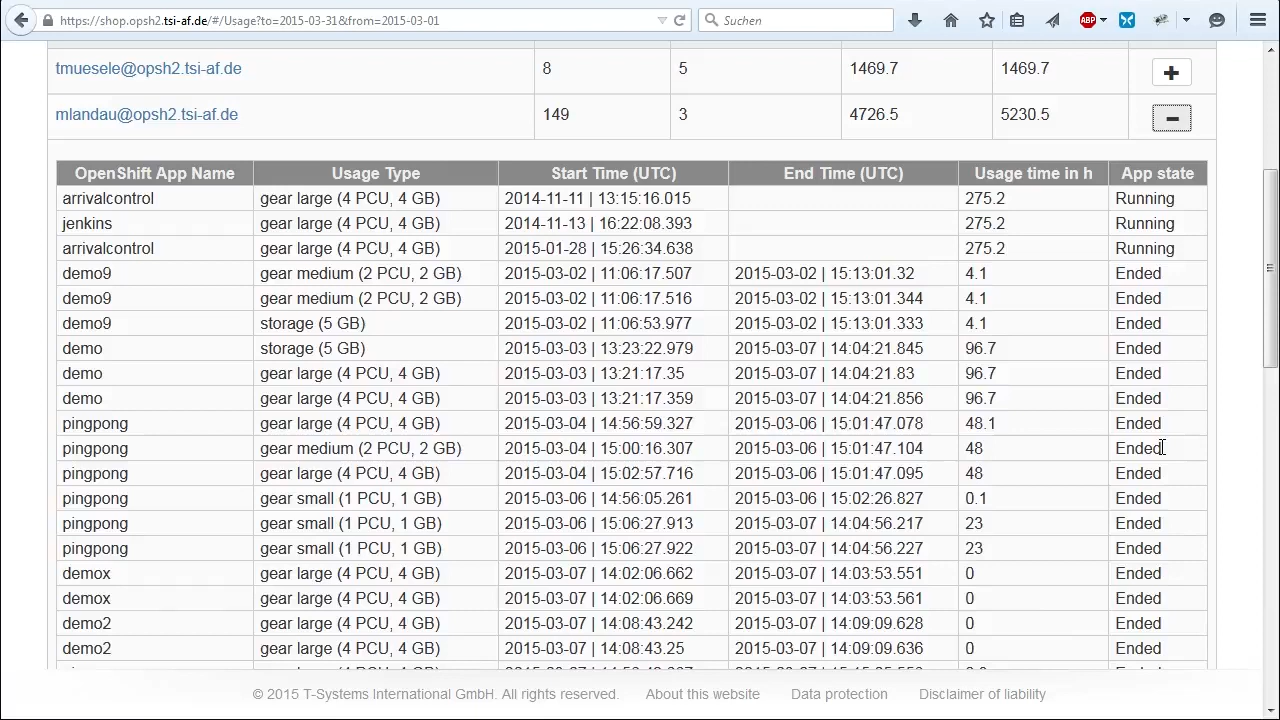 https://shop.opsh2.tsi-af.de/#/Usage?to=2015-03-31&from=2015-03-01 Suchen ABP
tmuesele@opsh2.tsi-af.de 8 5 1469.7 1469.7 +
mlandau@opsh2.tsi-af.de 149 3 4726.5 5230.5 −
OpenShift App Name Usage Type Start Time (UTC) End Time (UTC) Usage time in h App state
arrivalcontrol gear large (4 PCU, 4 GB) 2014-11-11 | 13:15:16.015 275.2 Running
jenkins gear large (4 PCU, 4 GB) 2014-11-13 | 16:22:08.393 275.2 Running
arrivalcontrol gear large (4 PCU, 4 GB) 2015-01-28 | 15:26:34.638 275.2 Running
demo9 gear medium (2 PCU, 2 GB) 2015-03-02 | 11:06:17.507 2015-03-02 | 15:13:01.32 4.1 Ended
demo9 gear medium (2 PCU, 2 GB) 2015-03-02 | 11:06:17.516 2015-03-02 | 15:13:01.344 4.1 Ended
demo9 storage (5 GB) 2015-03-02 | 11:06:53.977 2015-03-02 | 15:13:01.333 4.1 Ended
demo storage (5 GB) 2015-03-03 | 13:23:22.979 2015-03-07 | 14:04:21.845 96.7 Ended
demo gear large (4 PCU, 4 GB) 2015-03-03 | 13:21:17.35 2015-03-07 | 14:04:21.83 96.7 Ended
demo gear large (4 PCU, 4 GB) 2015-03-03 | 13:21:17.359 2015-03-07 | 14:04:21.856 96.7 Ended
pingpong gear large (4 PCU, 4 GB) 2015-03-04 | 14:56:59.327 2015-03-06 | 15:01:47.078 48.1 Ended
pingpong gear medium (2 PCU, 2 GB) 2015-03-04 | 15:00:16.307 2015-03-06 | 15:01:47.104 48 Ended
pingpong gear large (4 PCU, 4 GB) 2015-03-04 | 15:02:57.716 2015-03-06 | 15:01:47.095 48 Ended
pingpong gear small (1 PCU, 1 GB) 2015-03-06 | 14:56:05.261 2015-03-06 | 15:02:26.827 0.1 Ended
pingpong gear small (1 PCU, 1 GB) 2015-03-06 | 15:06:27.913 2015-03-07 | 14:04:56.217 23 Ended
pingpong gear small (1 PCU, 1 GB) 2015-03-06 | 15:06:27.922 2015-03-07 | 14:04:56.227 23 Ended
demox gear large (4 PCU, 4 GB) 2015-03-07 | 14:02:06.662 2015-03-07 | 14:03:53.551 0 Ended
demox gear large (4 PCU, 4 GB) 2015-03-07 | 14:02:06.669 2015-03-07 | 14:03:53.561 0 Ended
demo2 gear large (4 PCU, 4 GB) 2015-03-07 | 14:08:43.242 2015-03-07 | 14:09:09.628 0 Ended
demo2 gear large (4 PCU, 4 GB) 2015-03-07 | 14:08:43.25 2015-03-07 | 14:09:09.636 0 Ended
© 2015 T-Systems International GmbH. All rights reserved. About this website Data protection Disclaimer of liability